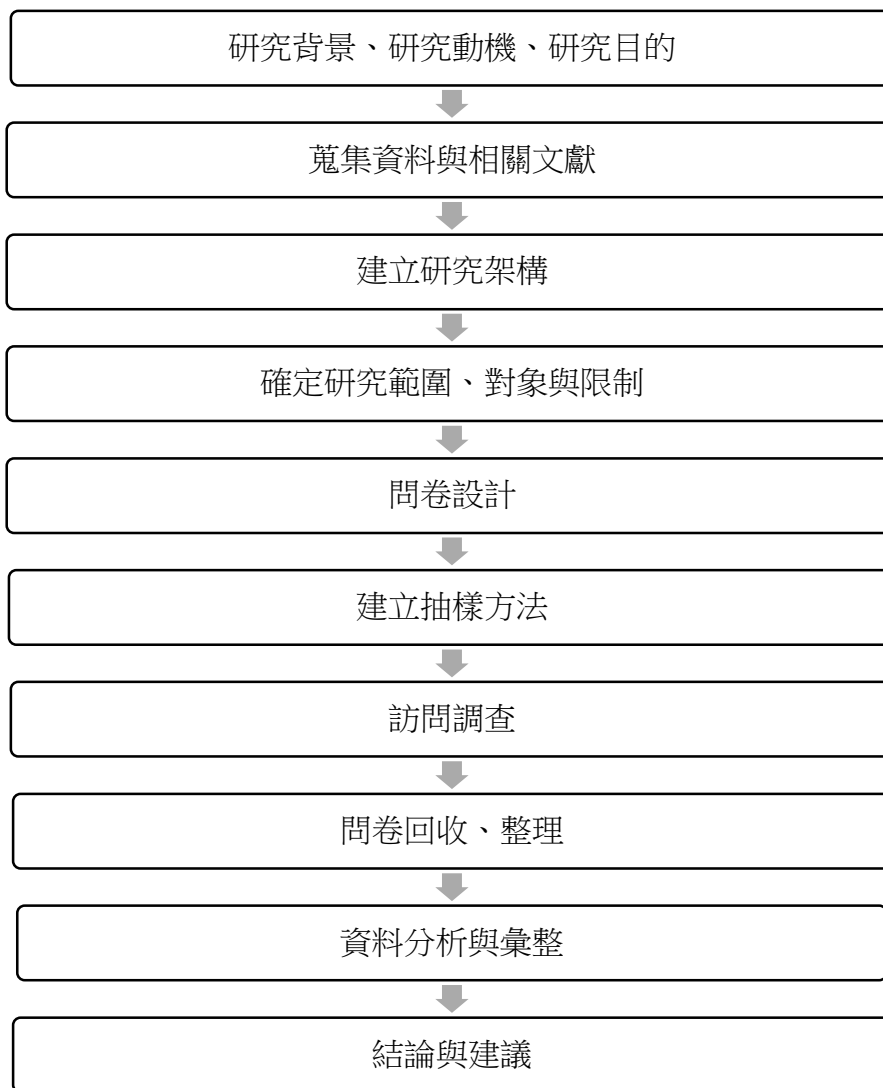 研究背景、研究動機、研究目的
蒐集資料與相關文獻
建立研究架構
確定研究範圍、對象與限制
問卷設計
建立抽樣方法
訪問調查
問卷回收、整理
資料分析與彙整
結論與建議